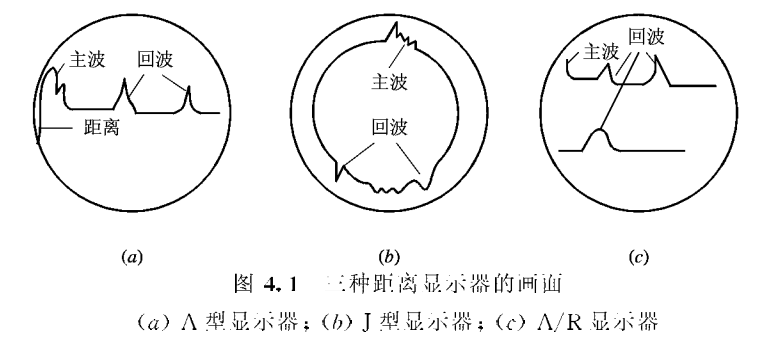 主波 回波
距离
主波
回波
主波 回波
(a) (b) (c)
图 4.1 三种距离显示器的画面
(a) A 型显示器；(b) J 型显示器；(c) A/R 显示器